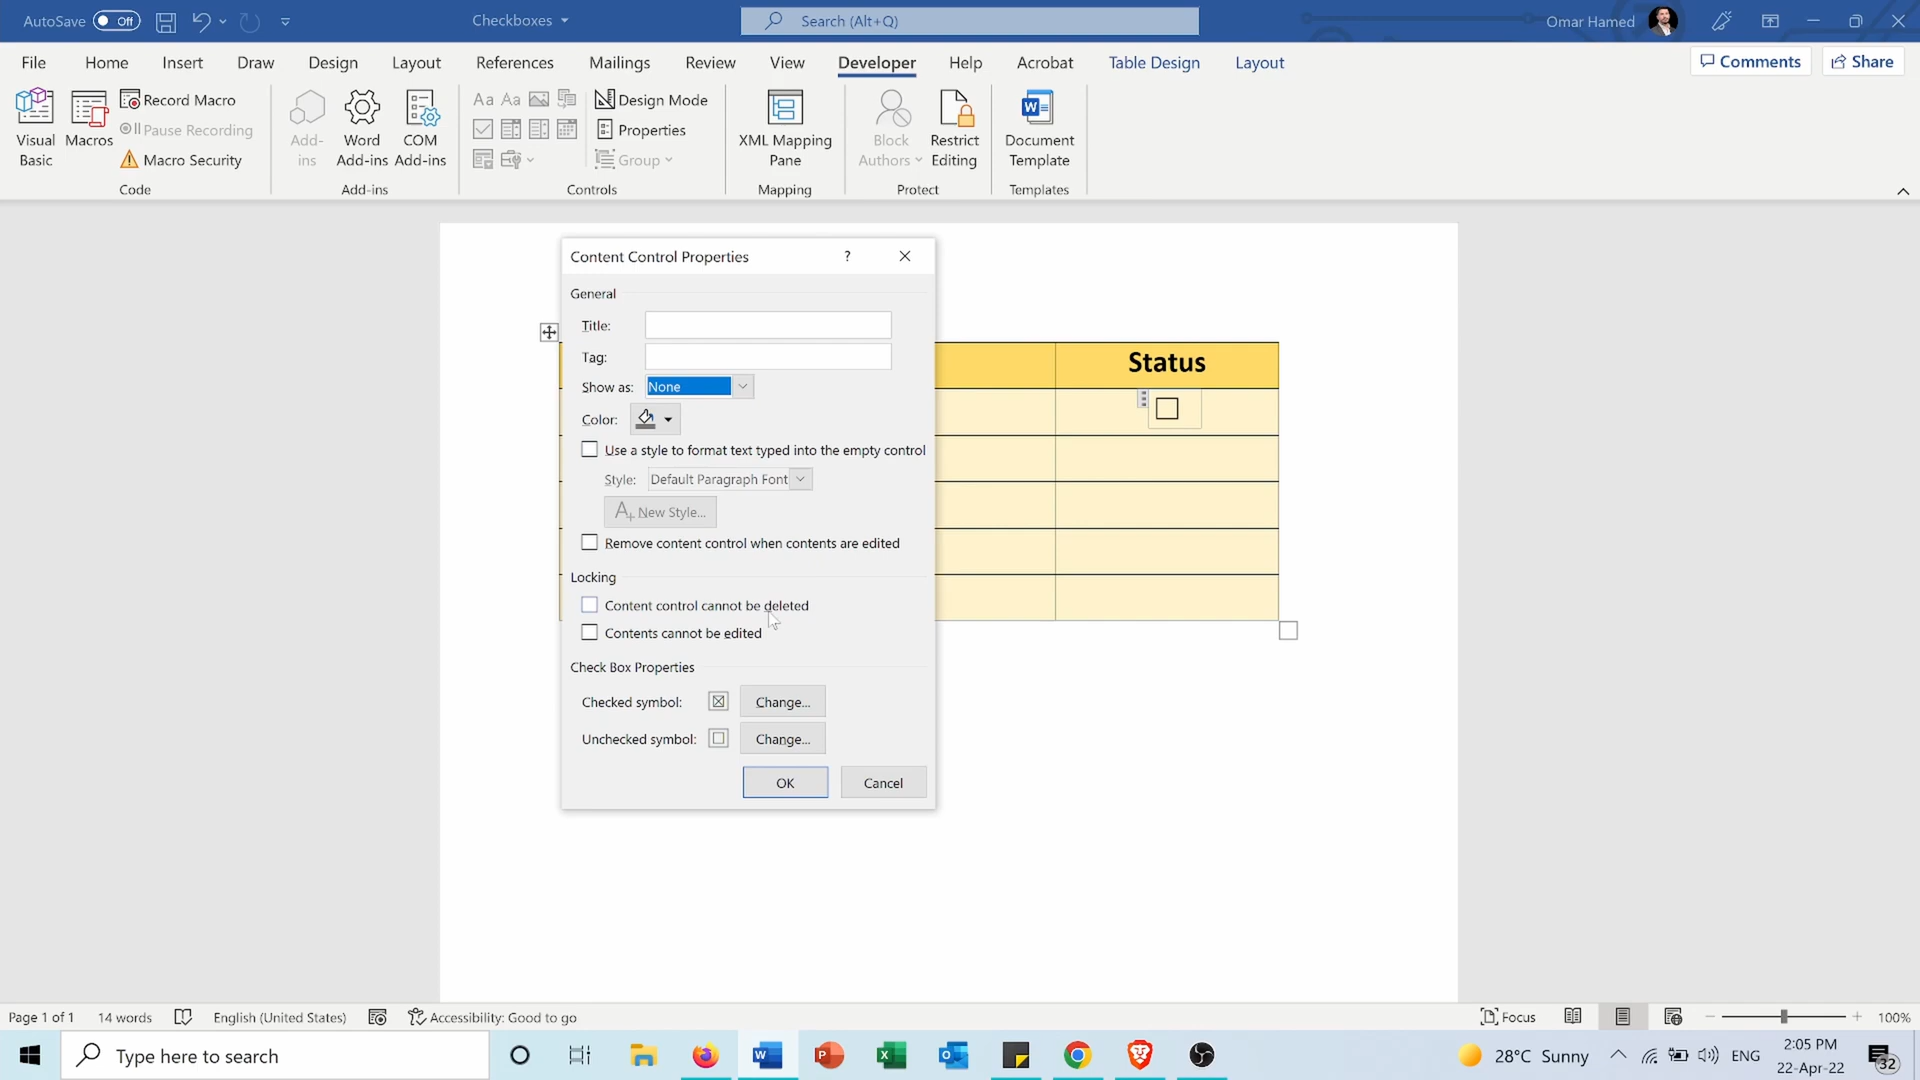 AutoSave Off Checkboxes Search (Alt+Q) Omar Hamed
File Home Insert Draw Design Layout References Mailings Review View Developer Help Acrobat Table Design Layout Comments Share
Visual Basic
Macros
Record Macro
Pause Recording
Macro Security
Code
Add-ins
Word Add-ins
COM Add-ins
Add-ins
Aa Aa
Design Mode
Properties
Group
Controls
XML Mapping Pane
Mapping
Block Authors
Restrict Editing
Protect
Document Template
Templates
Content Control Properties ?
General
Title:
Tag:
Show as: None
Color:
Use a style to format text typed into the empty control
Style: Default Paragraph Font
A+ New Style...
Remove content control when contents are edited
Locking
Content control cannot be deleted
Contents cannot be edited
Check Box Properties
Checked symbol: Change...
Unchecked symbol: Change...
OK Cancel
Status
Page 1 of 1 14 words English (United States) Accessibility: Good to go Focus 100%
Type here to search 28°C Sunny ENG 2:05 PM
22-Apr-22 32